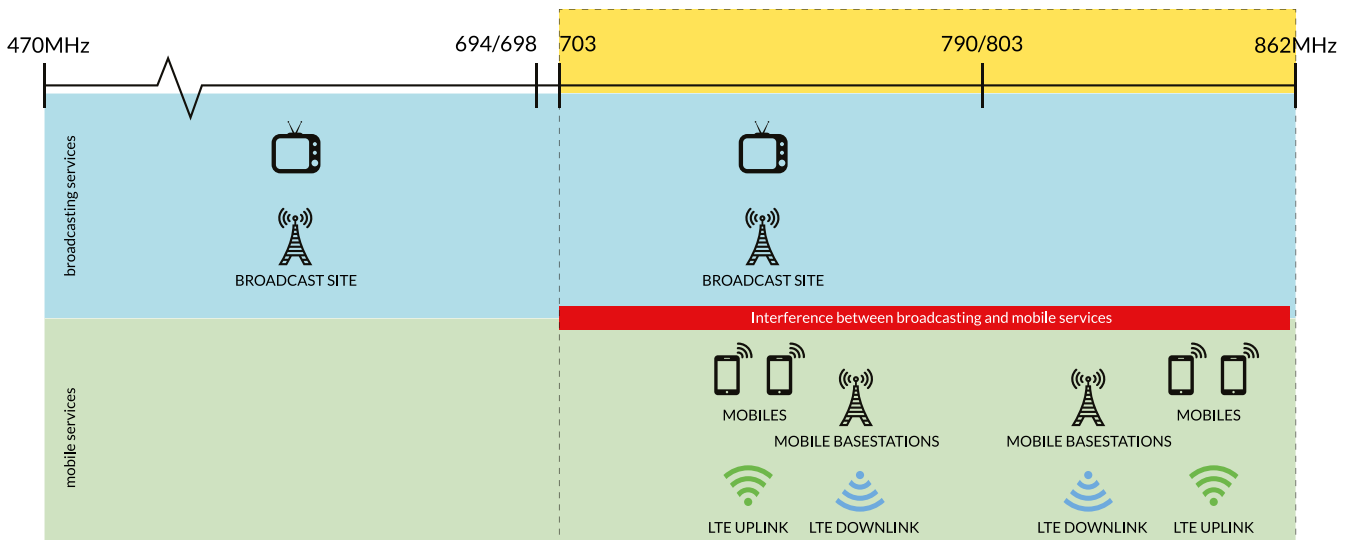 470MHz
694/698
703
790/803
862MHz
broadcasting services
BROADCAST SITE
BROADCAST SITE
Interference between broadcasting and mobile services
mobile services
MOBILES
MOBILES
MOBILE BASESTATIONS
MOBILE BASESTATIONS
LTE UPLINK
LTE DOWNLINK
LTE DOWNLINK
LTE UPLINK